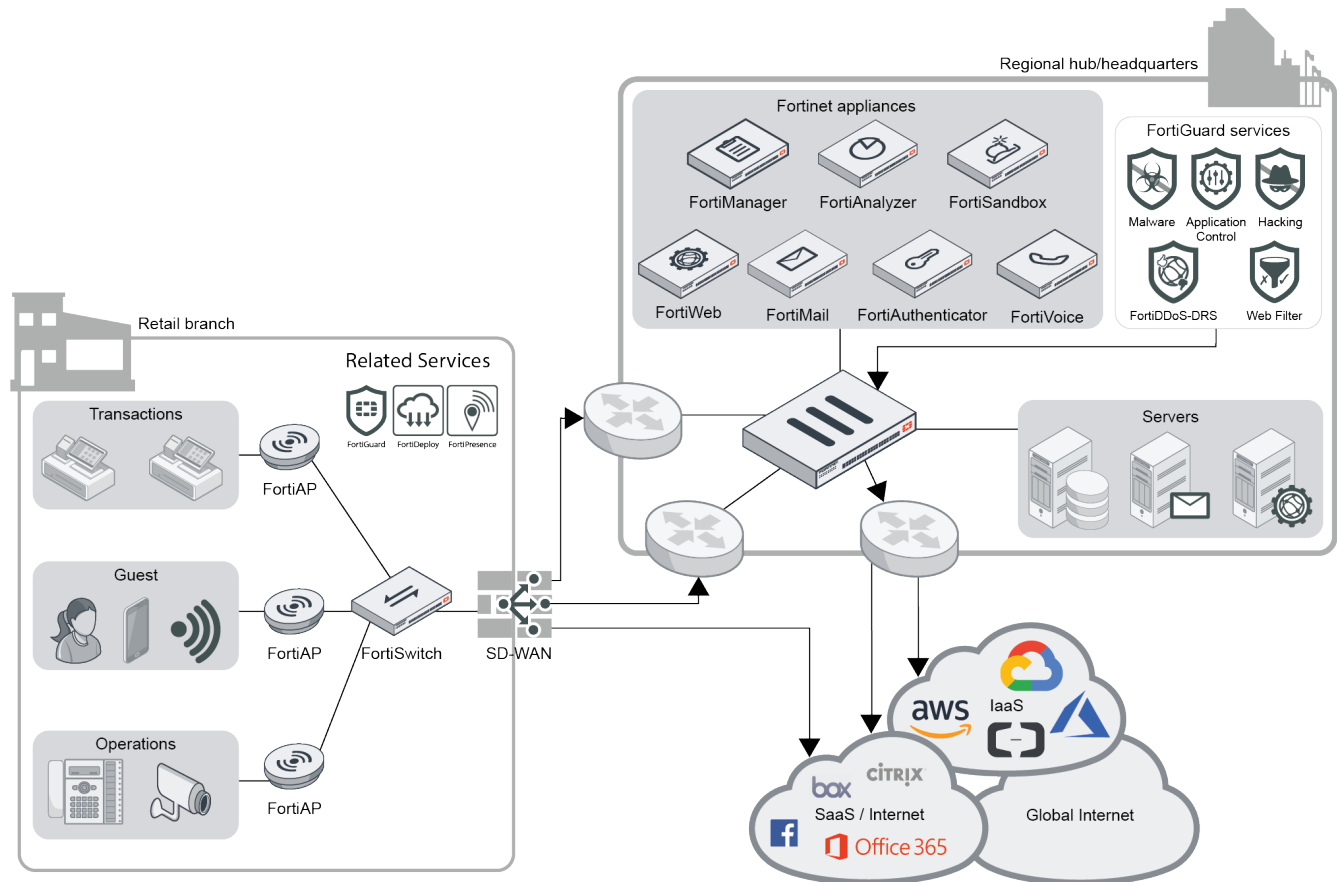 Regional hub/headquarters
Fortinet appliances
FortiManager
FortiAnalyzer
FortiSandbox
FortiWeb
FortiMail
FortiAuthenticator
FortiVoice
FortiGuard services
Malware
Application
Control
Hacking
FortiDDoS-DRS
Web Filter
Servers
Retail branch
Related Services
FortiGuard
FortiDeploy
FortiPresence
Transactions
FortiAP
Guest
FortiAP
FortiSwitch
SD-WAN
Operations
FortiAP
aws
IaaS
box
CITRIX
SaaS / Internet
f
Office 365
Global Internet